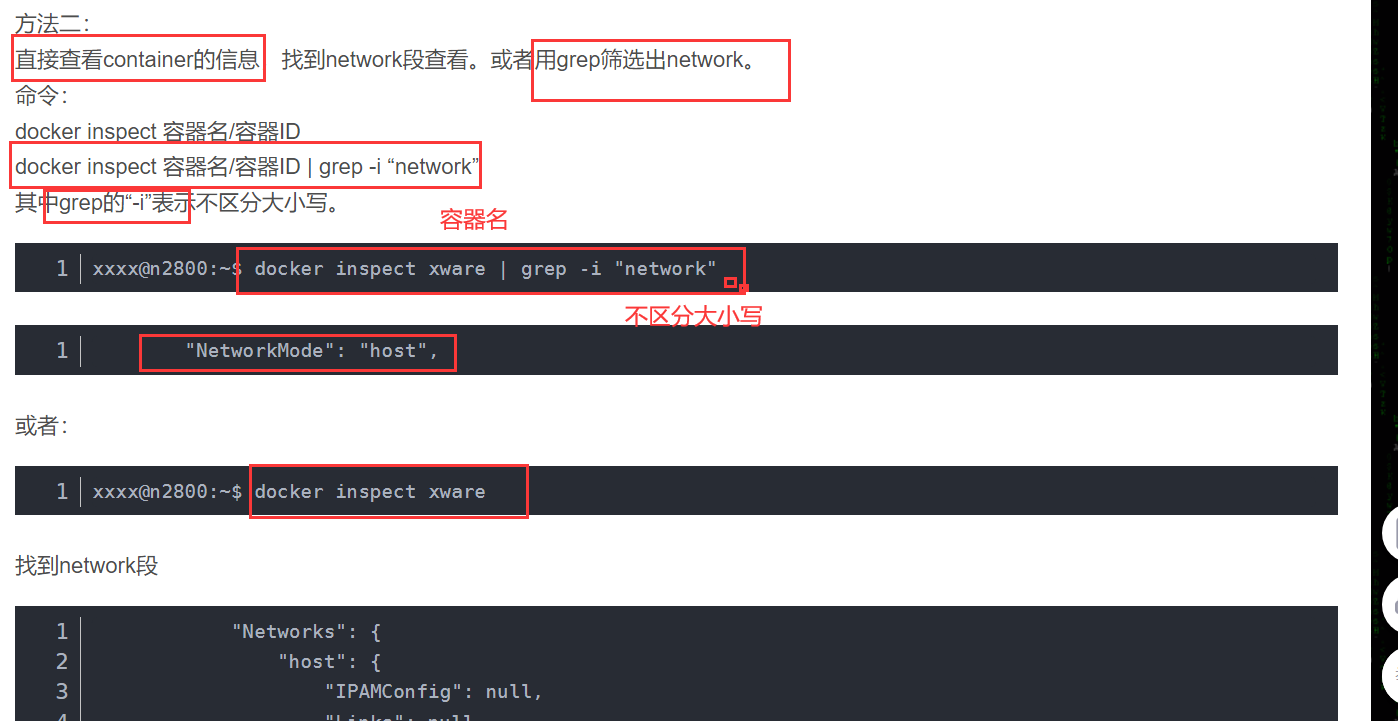 方法二：
直接查看container的信息 找到network段查看。或者用grep筛选出network。
命令：
docker inspect 容器名/容器ID
docker inspect 容器名/容器ID | grep -i “network”
其中grep的“-i”表示不区分大小写。
容器名
1 xxxx@n2800:~$ docker inspect xware | grep -i "network"
不区分大小写
1 "NetworkMode": "host",
或者：
1 xxxx@n2800:~$ docker inspect xware
找到network段
1 "Networks": {
2 "host": {
3 "IPAMConfig": null,
4 "Links": null